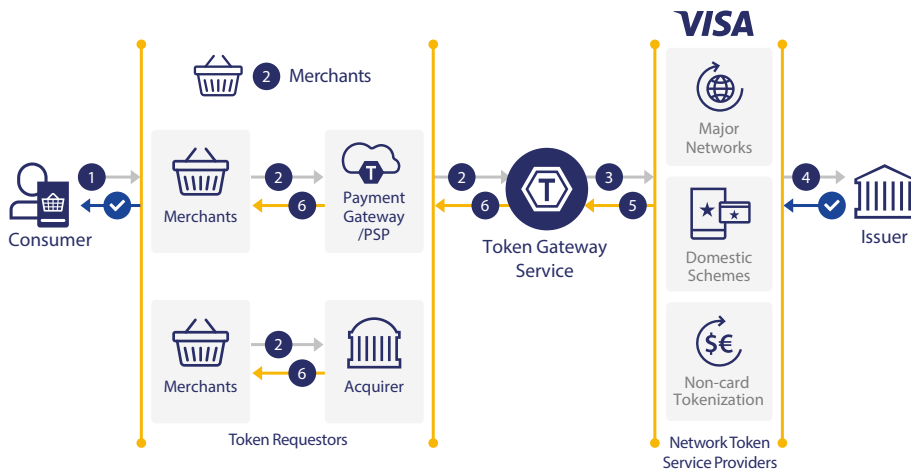 VISA
2 Merchants
1
Consumer
Merchants
2
6
Payment
Gateway
/PSP
2
6
T
Token Gateway
Service
3
5
Major
Networks
Domestic
Schemes
Non-card
Tokenization
$€
4
Issuer
Merchants
2
6
Acquirer
T
Token Requestors
Network Token
Service Providers